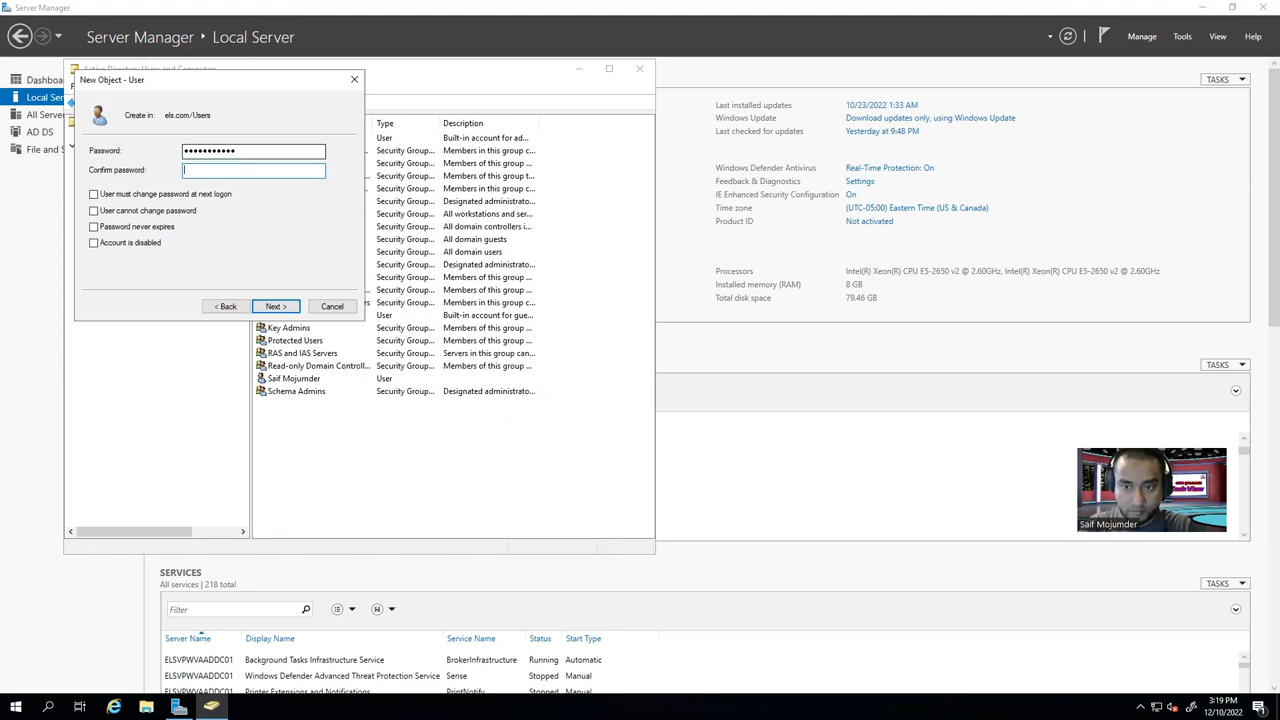 Server Manager
Server Manager • Local Server
Manage Tools View Help
Dashboa
Local Ser
All Serve
AD DS
File and S
New Object - User
Create in: els.com/Users
Password: •••••••••••
Confirm password:
User must change password at next logon
User cannot change password
Password never expires
Account is disabled
< Back
Next >
Cancel
Type Description
User Built-in account for ad...
Security Group... Members in this group c...
Security Group... Members of this group ...
Security Group... Members of this group t...
Security Group... Members in this group c...
Security Group... Designated administrato...
Security Group... All workstations and ser...
Security Group... All domain controllers i...
Security Group... All domain guests
Security Group... All domain users
Security Group... Designated administrato...
Security Group... Members of this group ...
Security Group... Members of this group ...
Security Group... Members in this group c...
User Built-in account for gue...
Key Admins Security Group... Members of this group ...
Protected Users Security Group... Members of this group ...
RAS and IAS Servers Security Group... Servers in this group can...
Read-only Domain Controll... Security Group... Members of this group ...
Saif Mojumder User
Schema Admins Security Group... Designated administrato...
TASKS
Last installed updates 10/23/2022 1:33 AM
Windows Update Download updates only, using Windows Update
Last checked for updates Yesterday at 9:48 PM
Windows Defender Antivirus Real-Time Protection: On
Feedback & Diagnostics Settings
IE Enhanced Security Configuration On
Time zone (UTC-05:00) Eastern Time (US & Canada)
Product ID Not activated
Processors Intel(R) Xeon(R) CPU E5-2650 v2 @ 2.60GHz, Intel(R) Xeon(R) CPU E5-2650 v2 @ 2.60GHz
Installed memory (RAM) 8 GB
Total disk space 79.46 GB
TASKS
Saif Mojumder
SERVICES
All services | 218 total
TASKS
Filter
Server Name Display Name Service Name Status Start Type
ELSVPWVAADDC01 Background Tasks Infrastructure Service BrokerInfrastructure Running Automatic
ELSVPWVAADDC01 Windows Defender Advanced Threat Protection Service Sense Stopped Manual
ELSVPWVAADDC01 Printer Extensions and Notifications PrintNotify Stopped Manual
3:19 PM
12/10/2022